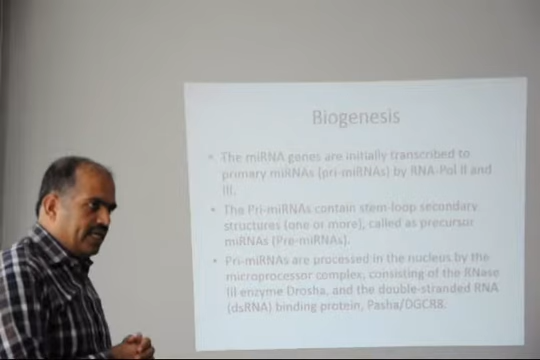 Biogenesis
• The miRNA genes are initially transcribed to
primary miRNAs (pri-miRNAs) by RNA-Pol II and
III.
• The Pri-miRNAs contain stem-loop secondary
structures (one or more), called as precursor
miRNAs (Pre-miRNAs).
• Pri-miRNAs are processed in the nucleus by the
microprocessor complex, consisting of the RNase
III enzyme Drosha, and the double-stranded RNA
(dsRNA) binding protein, Pasha/DGCR8.